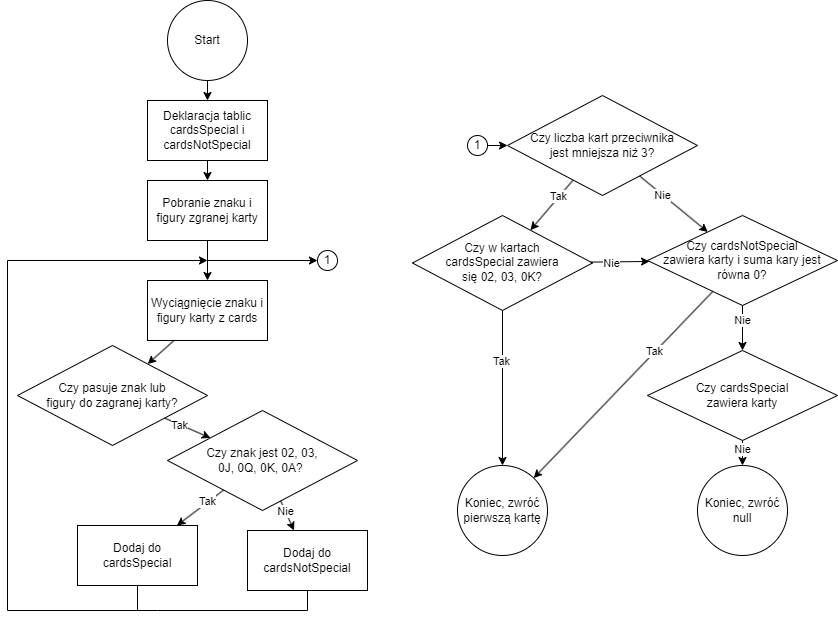 Start
Deklaracja tablic
cardsSpecial i
cardsNotSpecial
Pobranie znaku i
figury zgranej karty
1
Wyciągnięcie znaku i
figury karty z cards
Czy pasuje znak lub
figury do zagranej karty?
Tak
Czy znak jest 02, 03,
0J, 0Q, 0K, 0A?
Tak
Nie
Dodaj do
cardsSpecial
Dodaj do
cardsNotSpecial
1
Czy liczba kart przeciwnika
jest mniejsza niż 3?
Tak
Nie
Czy w kartach
cardsSpecial zawiera
się 02, 03, 0K?
Nie
Czy cardsNotSpecial
zawiera karty i suma kary jest
równa 0?
Tak
Tak
Nie
Czy cardsSpecial
zawiera karty
Nie
Koniec, zwróć
pierwszą kartę
Koniec, zwróć
null